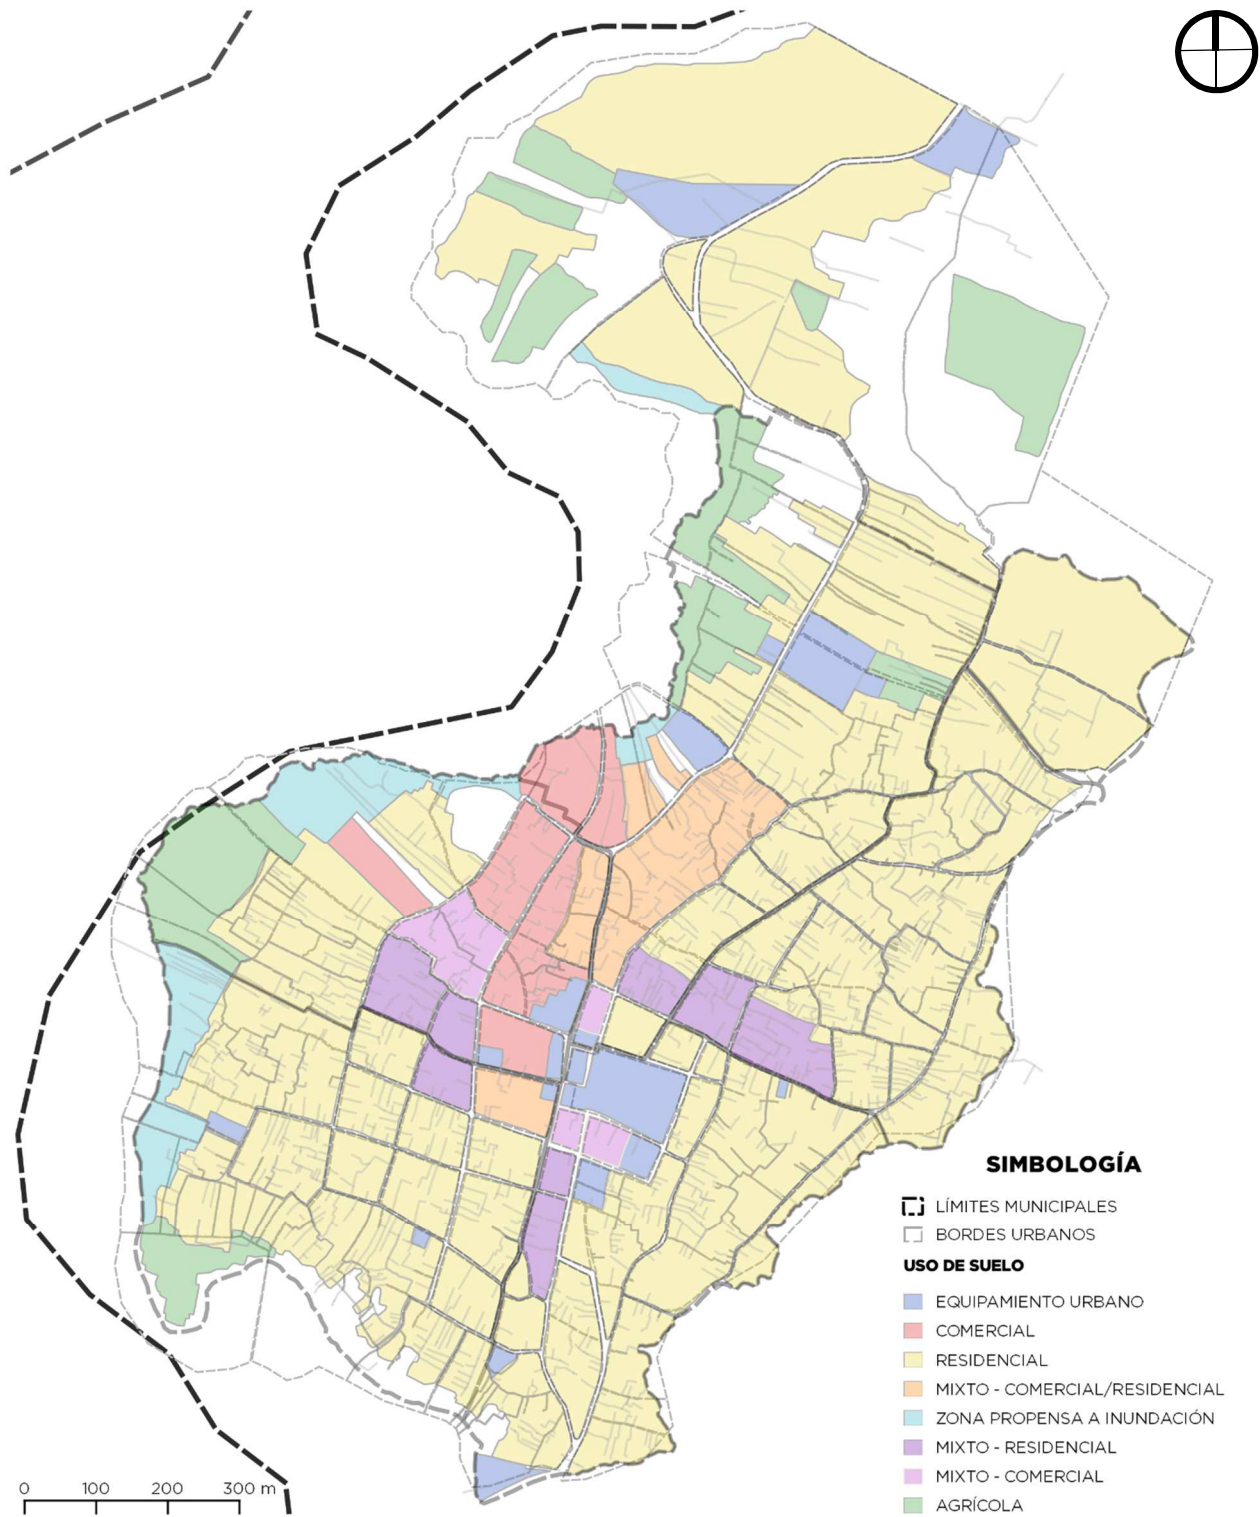 SIMBOLOGÍA
LÍMITES MUNICIPALES
BORDES URBANOS
USO DE SUELO
EQUIPAMIENTO URBANO
COMERCIAL
RESIDENCIAL
MIXTO - COMERCIAL/RESIDENCIAL
ZONA PROPENSA A INUNDACIÓN
MIXTO - RESIDENCIAL
MIXTO - COMERCIAL
AGRÍCOLA
0 100 200 300 m